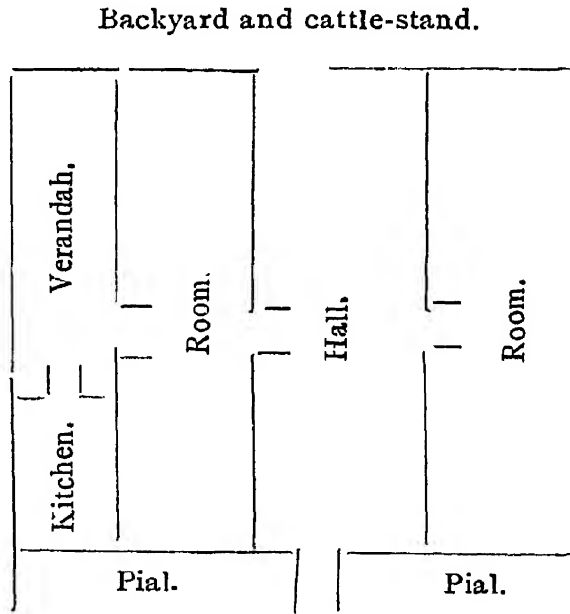 Backyard and cattle-stand.
Verandah.
Room.
Hall.
Room.
Kitchen.
Pial.
Pial.